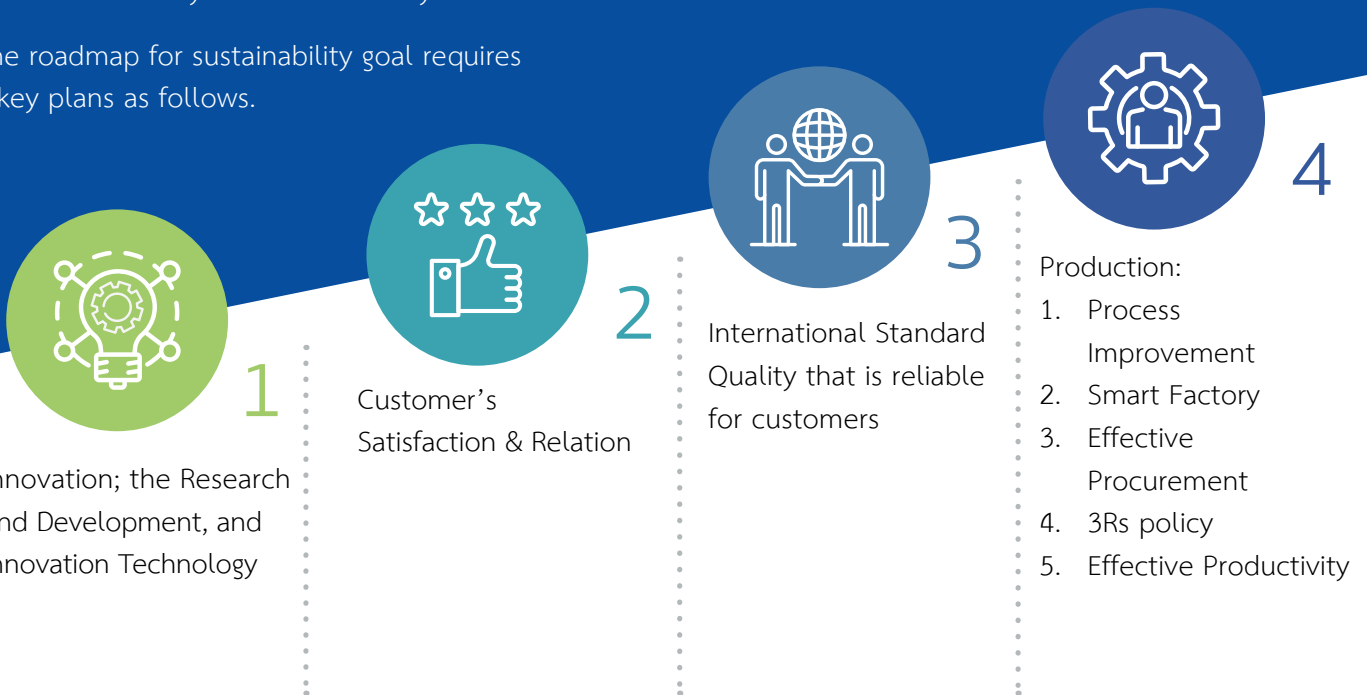 ne roadmap for sustainability goal requires
key plans as follows.
1
nnovation; the Research
nd Development, and
nnovation Technology
2
Customer's
Satisfaction & Relation
3
International Standard
Quality that is reliable
for customers
4
Production:
1. Process
Improvement
2. Smart Factory
3. Effective
Procurement
4. 3Rs policy
5. Effective Productivity